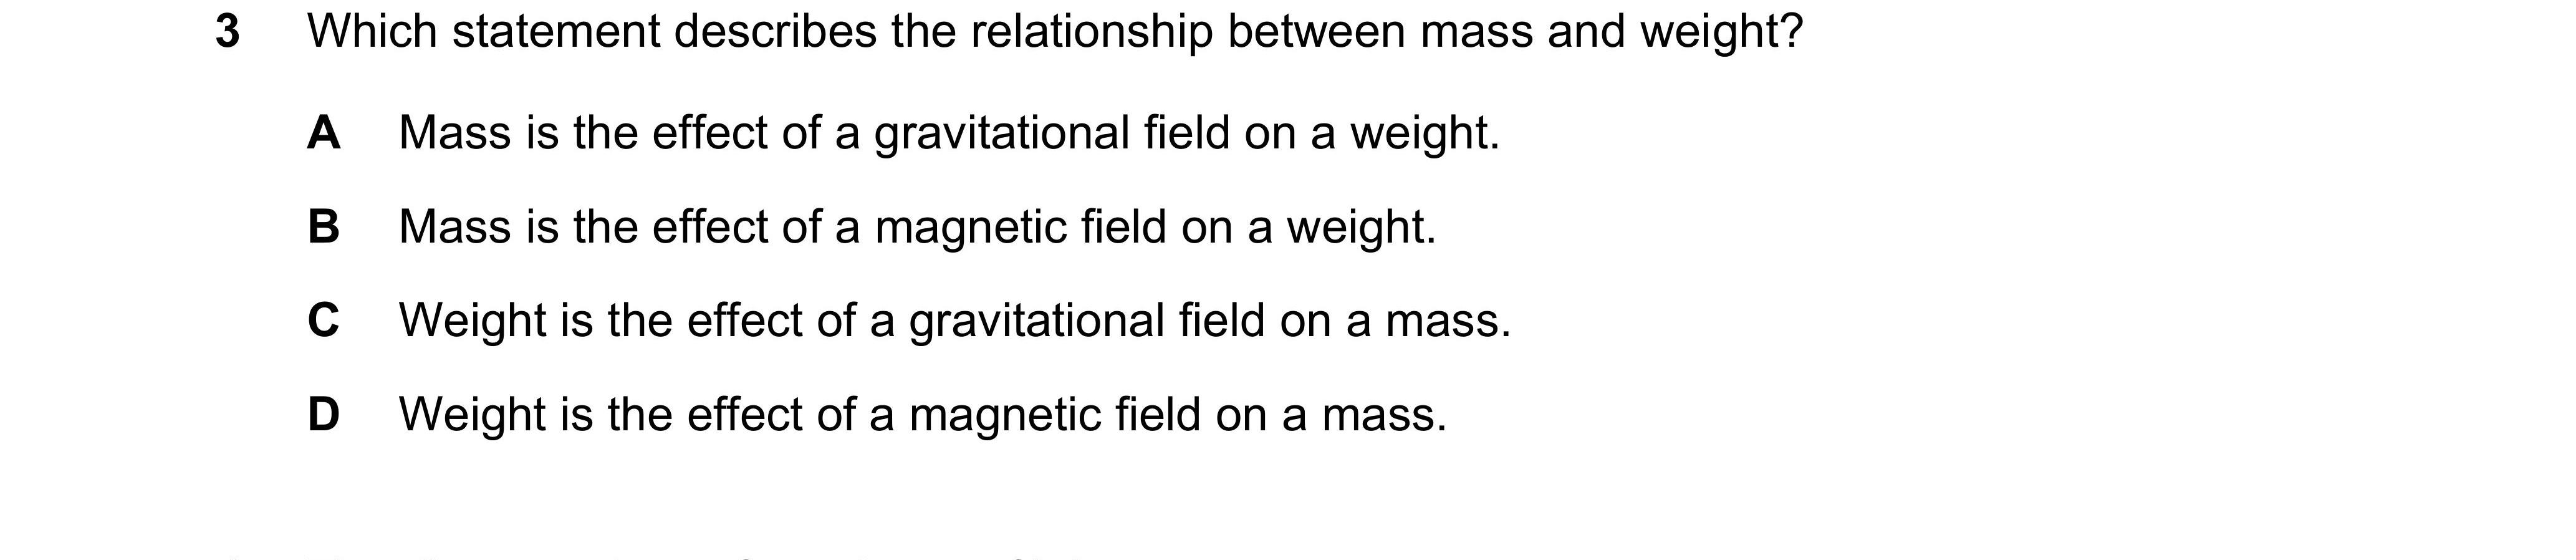 3 Which statement describes the relationship between mass and weight?
A Mass is the effect of a gravitational field on a weight.
B Mass is the effect of a magnetic field on a weight.
C Weight is the effect of a gravitational field on a mass.
D Weight is the effect of a magnetic field on a mass.